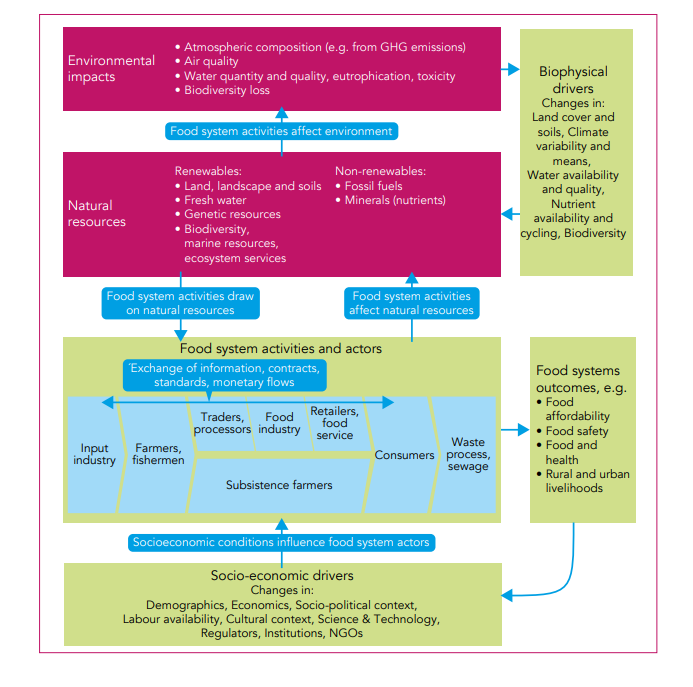 Environmental
impacts
• Atmospheric composition (e.g. from GHG emissions)
• Air quality
• Water quantity and quality, eutrophication, toxicity
• Biodiversity loss
Biophysical
drivers
Changes in:
Land cover and
soils, Climate
variability and
means,
Water availability
and quality,
Nutrient
availability and
cycling, Biodiversity
Food system activities affect environment
Natural
resources
Renewables:
• Land, landscape and soils
• Fresh water
• Genetic resources
• Biodiversity,
marine resources,
ecosystem services
Non-renewables:
• Fossil fuels
• Minerals (nutrients)
Food system activities draw
on natural resources
Food system activities
affect natural resources
Food system activities and actors
'Exchange of information, contracts,
standards, monetary flows
Input
industry
Farmers,
fishermen
Traders,
processors
Food
industry
Retailers,
food
service
Subsistence farmers
Consumers
Waste
process,
sewage
Food systems
outcomes, e.g.
• Food
affordability
• Food safety
• Food and
health
• Rural and urban
livelihoods
Socioeconomic conditions influence food system actors
Socio-economic drivers
Changes in:
Demographics, Economics, Socio-political context,
Labour availability, Cultural context, Science & Technology,
Regulators, Institutions, NGOs